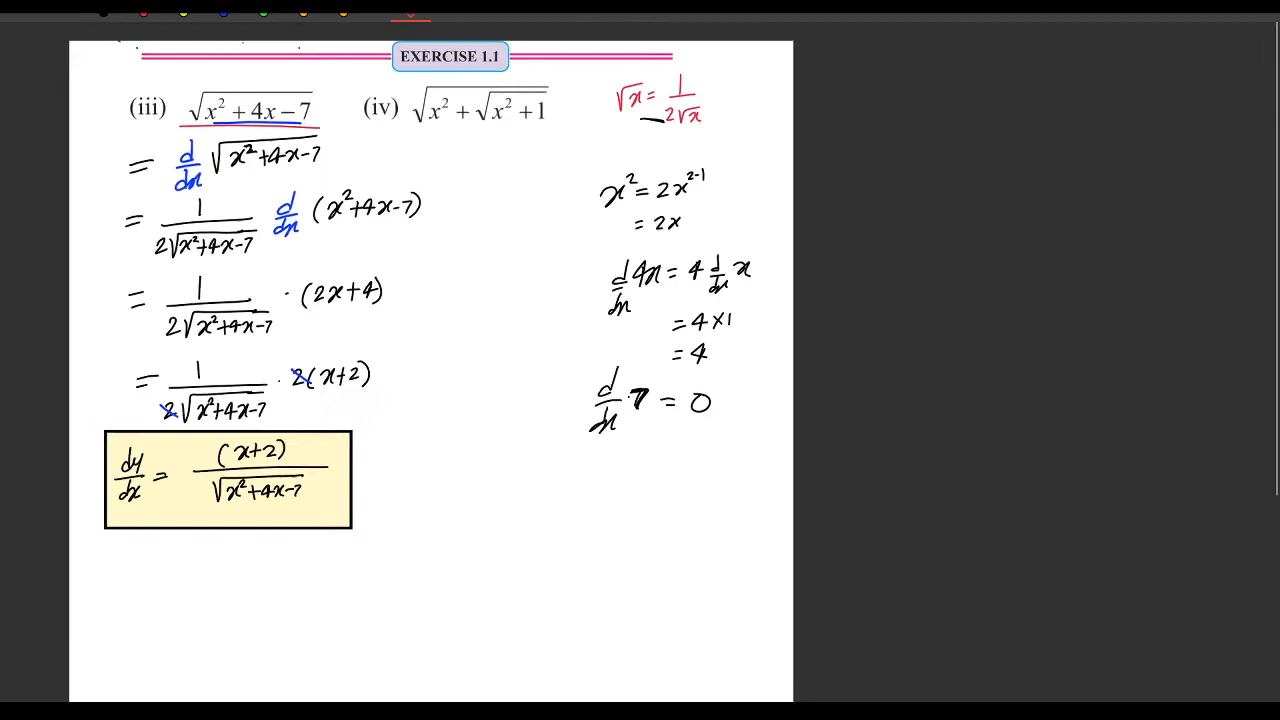 EXERCISE 1.1
(iii) √(x² + 4x − 7) (iv) √(x² + √(x² + 1))
√x = 1/(2√x)
= d/dx √(x²+4x-7)
= 1/(2√(x²+4x-7)) d/dx (x²+4x-7)
= 1/(2√(x²+4x-7)) · (2x+4)
= 1/(2√(x²+4x-7)) · 2(x+2)
dy/dx = (x+2)/√(x²+4x-7)
x² = 2x²⁻¹
= 2x
d/dx 4x = 4 d/dx x
= 4×1
= 4
d/dx · 7 = 0